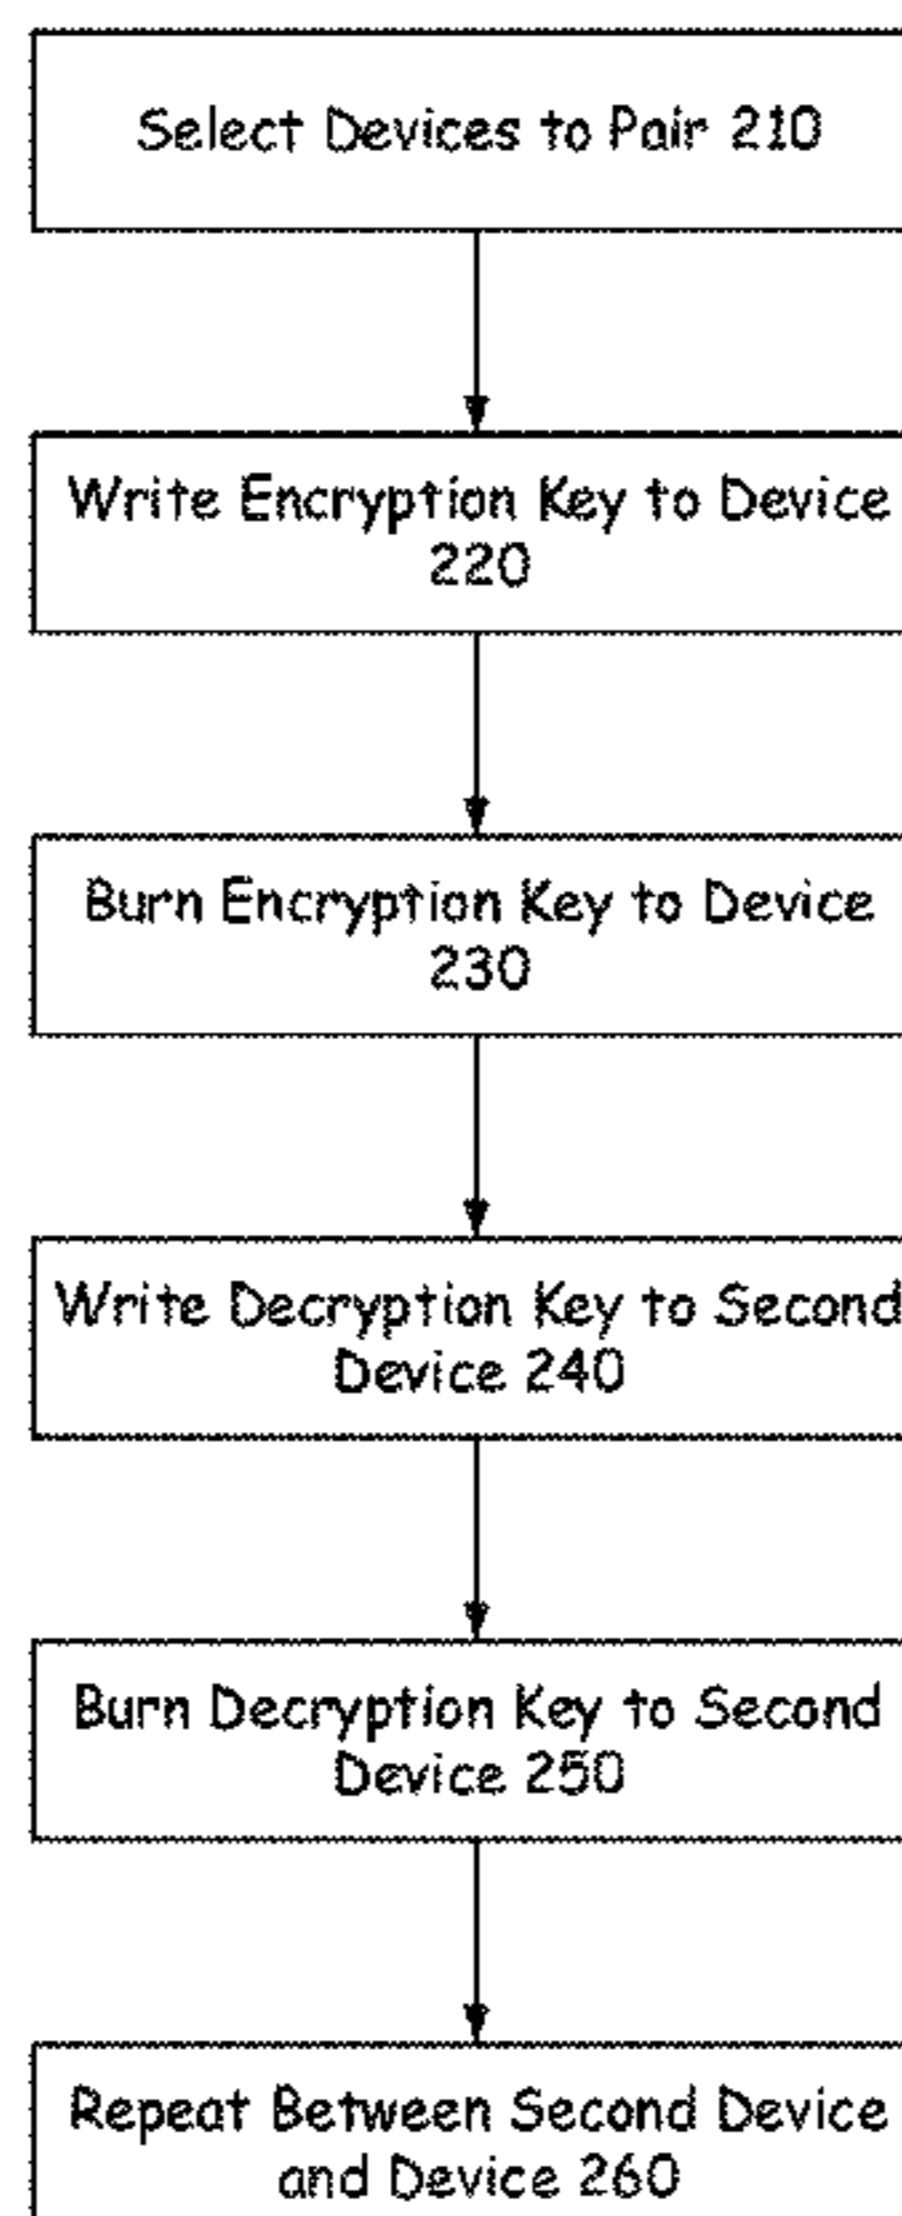 Select Devices to Pair 210
Write Encryption Key to Device
220
Burn Encryption Key to Device
230
Write Decryption Key to Second
Device 240
Burn Decryption Key to Second
Device 250
Repeat Between Second Device
and Device 260